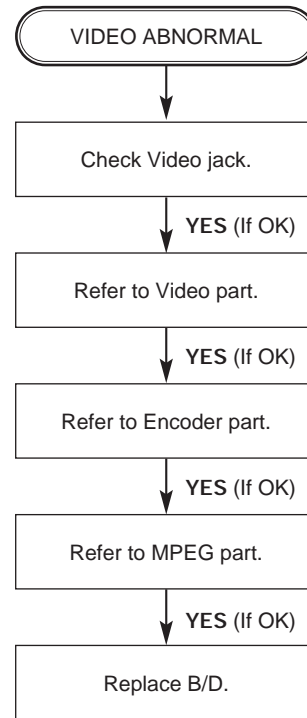 VIDEO ABNORMAL
Check Video jack.
YES (If OK)
Refer to Video part.
YES (If OK)
Refer to Encoder part.
YES (If OK)
Refer to MPEG part.
YES (If OK)
Replace B/D.